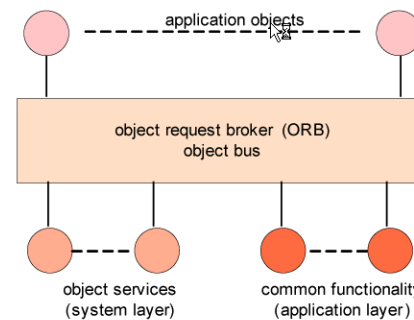 application objects
object request broker (ORB)
object bus
object services
(system layer)
common functionality
(application layer)